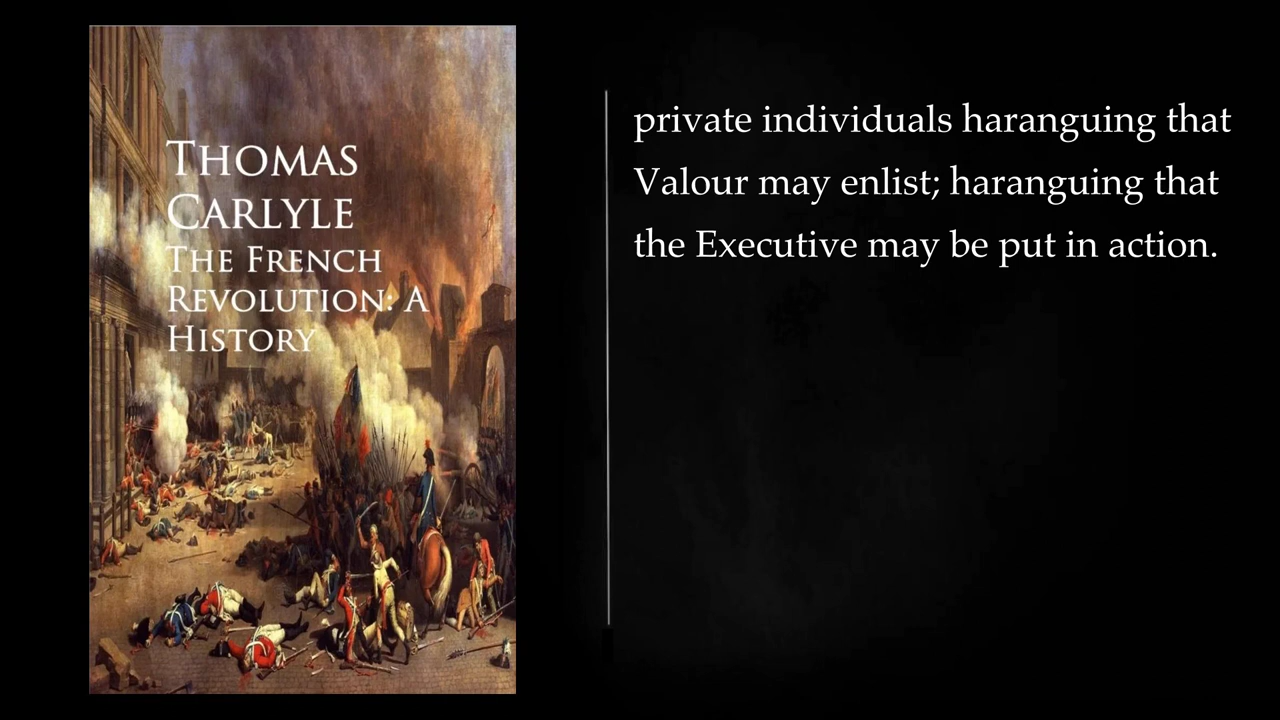 THOMAS
CARLYLE
THE FRENCH
REVOLUTION: A
HISTORY
private individuals haranguing that
Valour may enlist; haranguing that
the Executive may be put in action.